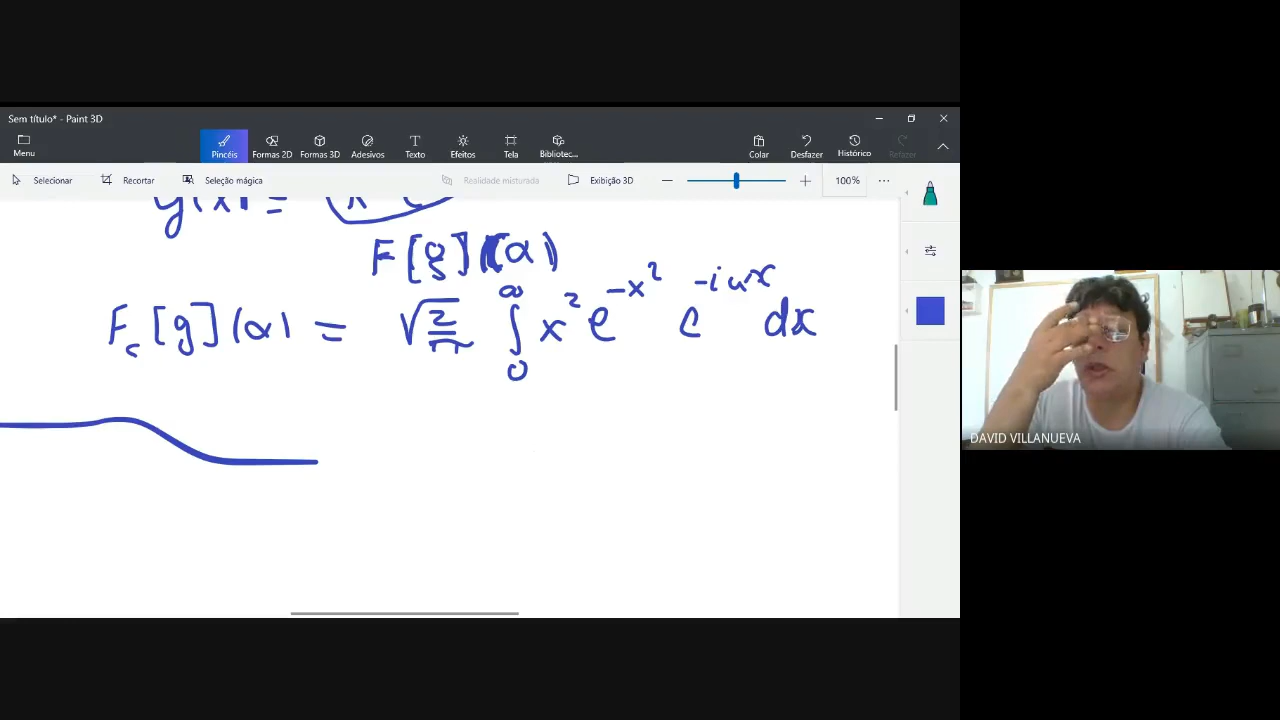 Sem título* - Paint 3D
Menu
Pincéis
Formas 2D
Formas 3D
Adesivos
Texto
Efeitos
Tela
Bibliotec...
Colar
Desfazer
Histórico
Refazer
Selecionar
Recortar
Seleção mágica
Realidade misturada
Exibição 3D
100%
g(x) =
F[g](α)
F_c[g](α) = √(2/π) ∫_0^∞ x² e^{-x²} e^{-iαx} dx
DAVID VILLANUEVA